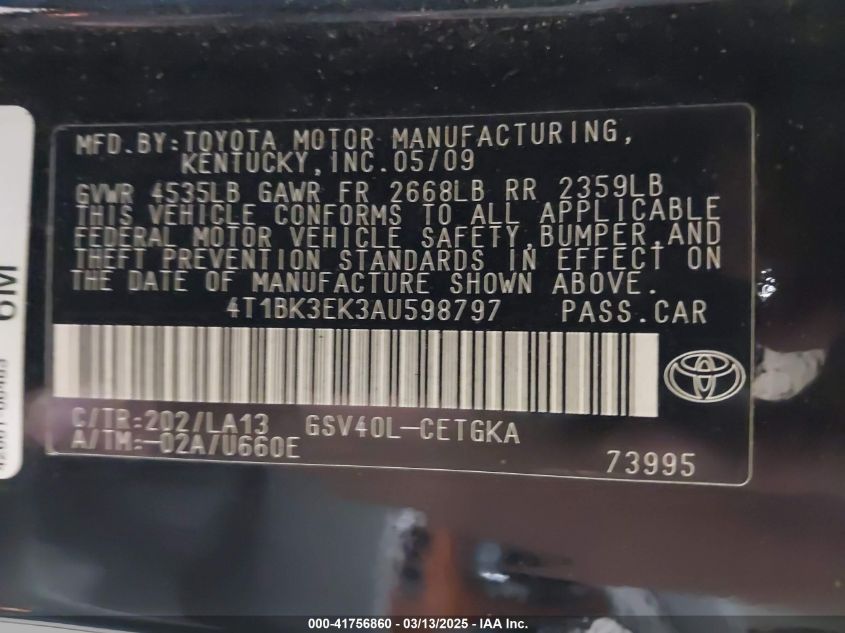 MFD.BY:TOYOTA MOTOR MANUFACTURING,
KENTUCKY,INC.05/09
GVWR 4535LB GAWR FR 2668LB RR 2359LB
THIS VEHICLE CONFORMS TO ALL APPLICABLE
FEDERAL MOTOR VEHICLE SAFETY,BUMPER,AND
THEFT PREVENTION STANDARDS IN EFFECT ON
THE DATE OF MANUFACTURE SHOWN ABOVE.
4T1BK3EK3AU598797 PASS.CAR
C/TR:202/LA13 GSV40L-CETGKA
A/TM:-02A/U660E
73995
000-41756860 / 03/13/2025 - IAA Inc.